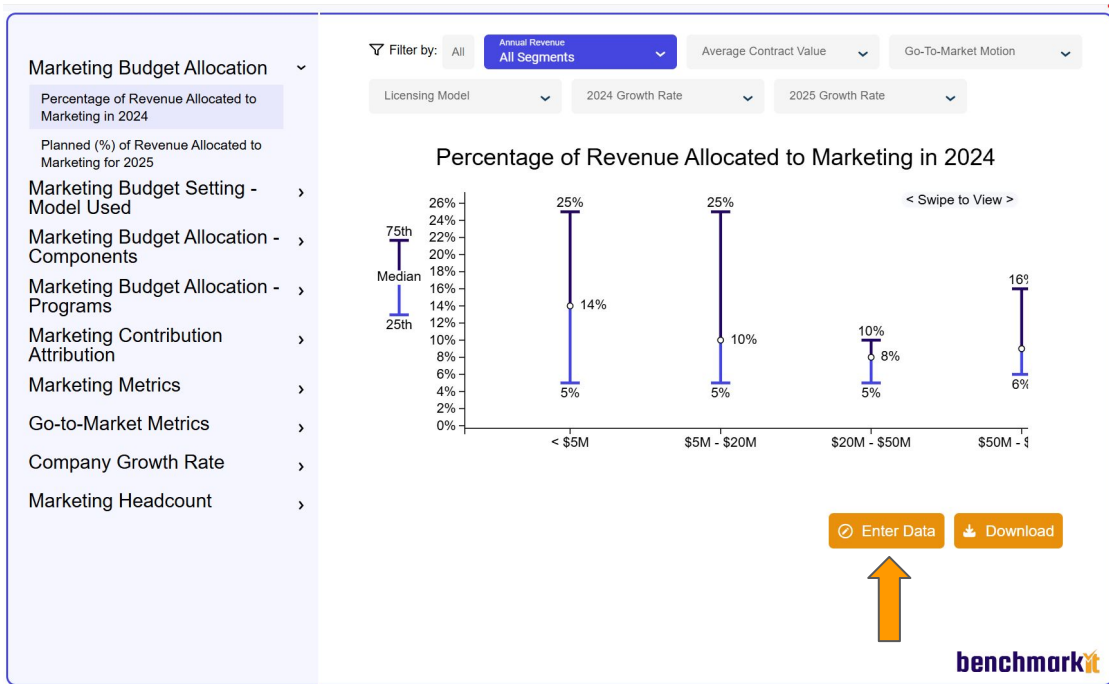 Marketing Budget Allocation
Percentage of Revenue Allocated to
Marketing in 2024
Planned (%) of Revenue Allocated to
Marketing for 2025
Marketing Budget Setting -
Model Used
Marketing Budget Allocation -
Components
Marketing Budget Allocation -
Programs
Marketing Contribution
Attribution
Marketing Metrics
Go-to-Market Metrics
Company Growth Rate
Marketing Headcount
Filter by:
All
Annual Revenue
All Segments
Average Contract Value
Go-To-Market Motion
Licensing Model
2024 Growth Rate
2025 Growth Rate
Percentage of Revenue Allocated to Marketing in 2024
< Swipe to View >
75th
Median
25th
26%
24%
22%
20%
18%
16%
14%
12%
10%
8%
6%
4%
2%
0%
25%
14%
5%
25%
10%
5%
10%
8%
5%
16%
6%
< $5M
$5M - $20M
$20M - $50M
$50M - $
Enter Data
Download
benchmarkit